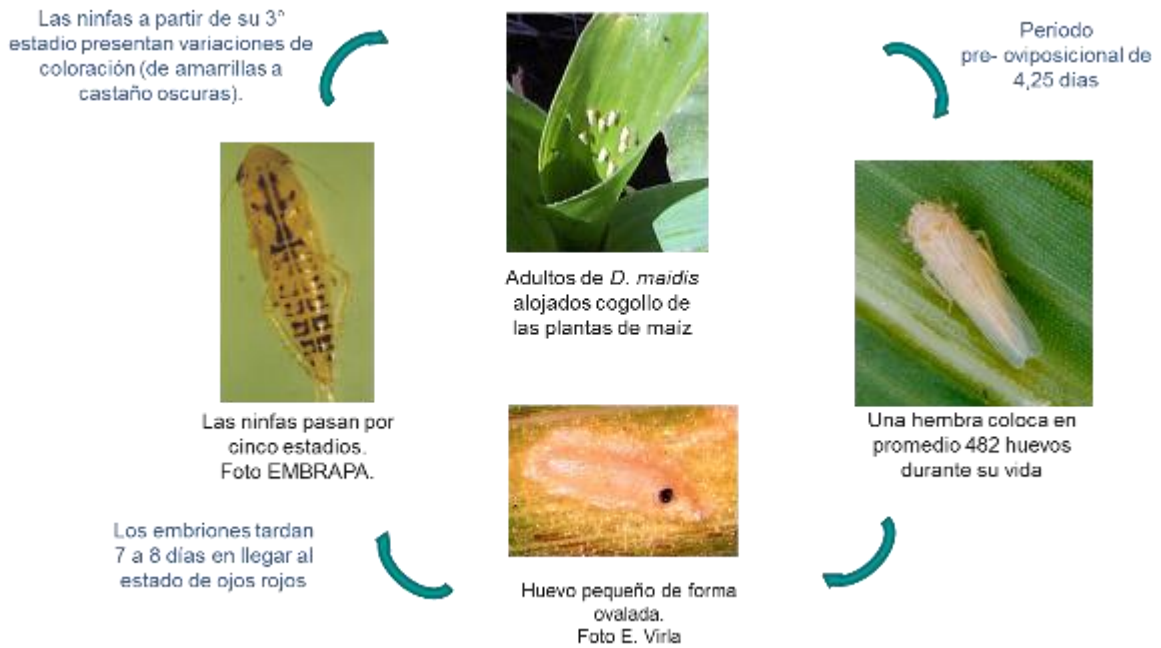 Las ninfas a partir de su 3°
estadio presentan variaciones de
coloración (de amarrillas a
castaño oscuras).
Periodo
pre- oviposicional de
4,25 días
Adultos de D. maidis
alojados cogollo de
las plantas de maíz
Las ninfas pasan por
cinco estadios.
Foto EMBRAPA.
Una hembra coloca en
promedio 482 huevos
durante su vida
Los embriones tardan
7 a 8 días en llegar al
estado de ojos rojos
Huevo pequeño de forma
ovalada.
Foto E. Virla